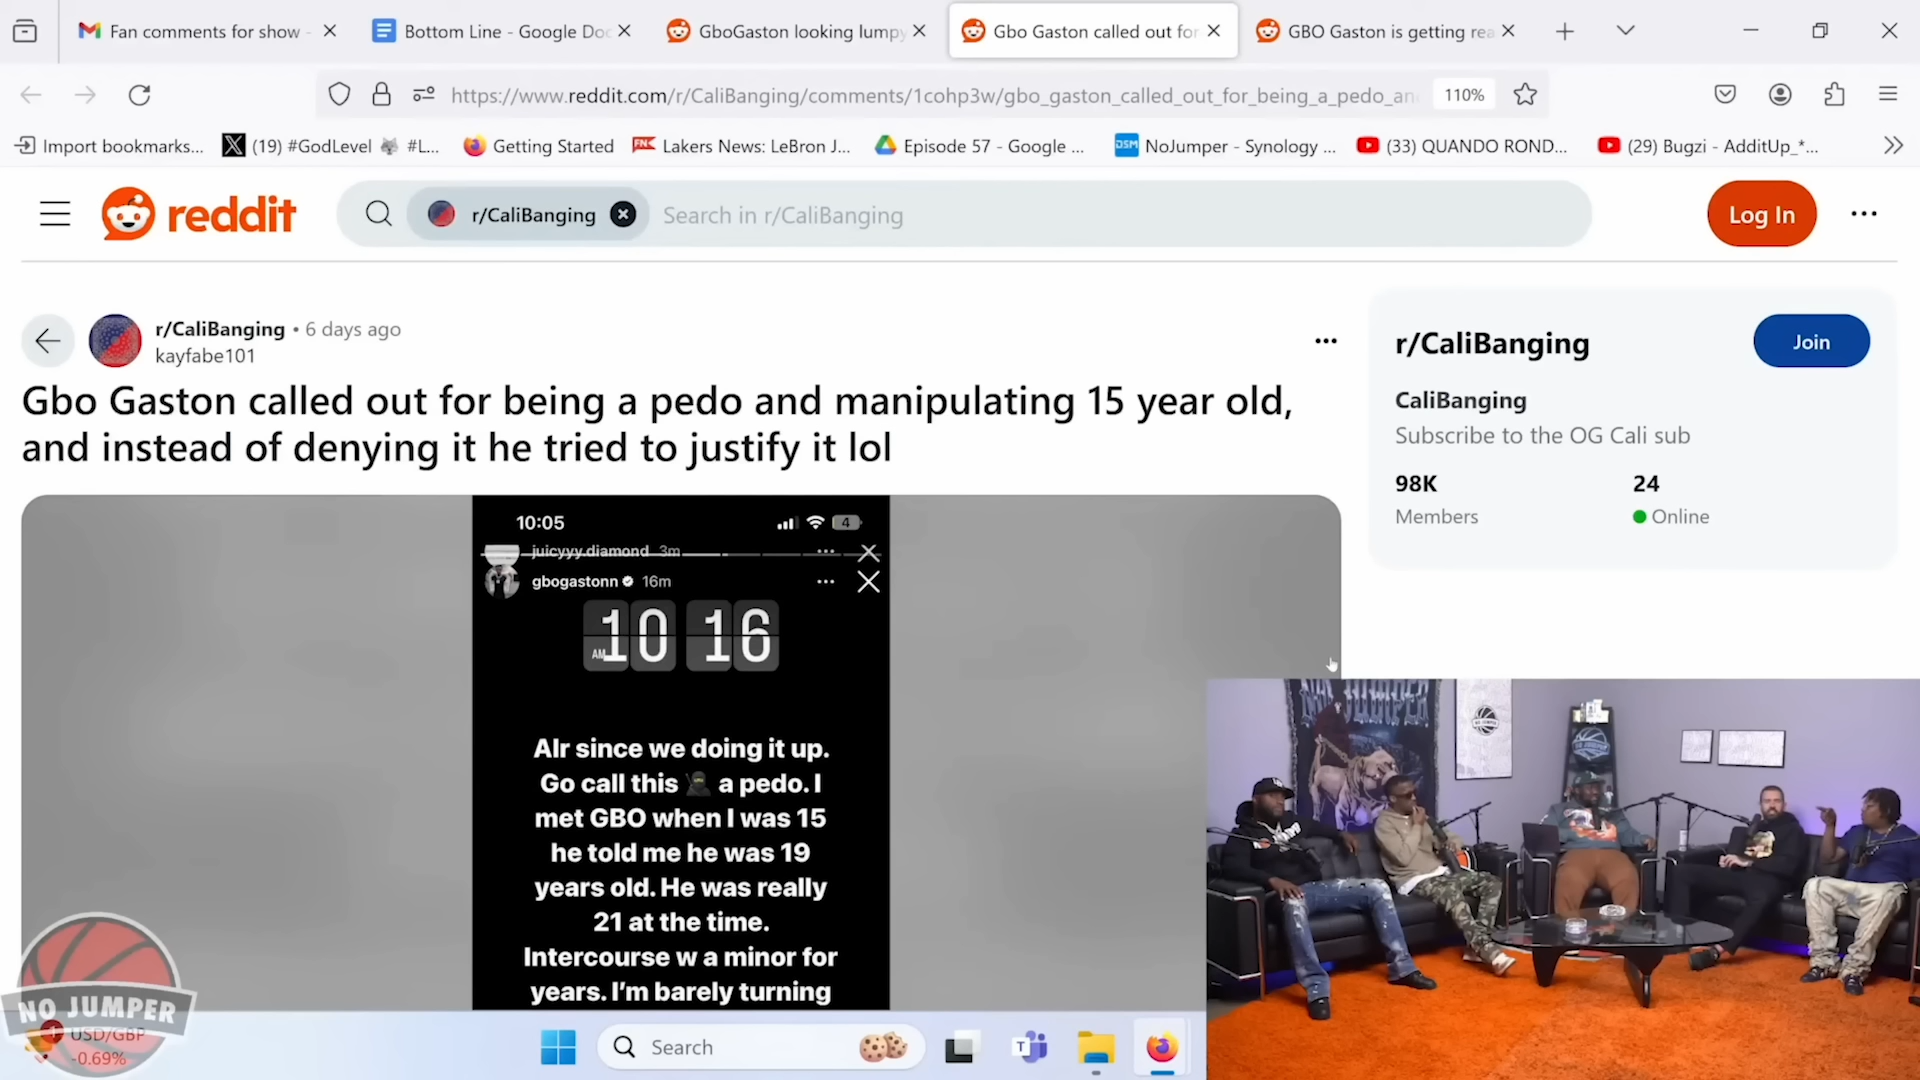 Fan comments for show -
Bottom Line - Google Doc
GboGaston looking lumpy
Gbo Gaston called out for
GBO Gaston is getting rea
https://www.reddit.com/r/CaliBanging/comments/1cohp3w/gbo_gaston_called_out_for_being_a_pedo_an
110%
Import bookmarks...
(19) #GodLevel 🐺 #L...
Getting Started
Lakers News: LeBron J...
Episode 57 - Google ...
NoJumper - Synology ...
(33) QUANDO ROND...
(29) Bugzi - AdditUp_*...
reddit
r/CaliBanging
Search in r/CaliBanging
Log In
r/CaliBanging • 6 days ago
kayfabe101
Gbo Gaston called out for being a pedo and manipulating 15 year old,
and instead of denying it he tried to justify it lol
r/CaliBanging
Join
CaliBanging
Subscribe to the OG Cali sub
98K
24
Members
Online
10:05
4
juicyyy.diamond 3m
gbogastonn 16m
AM 10 16
Alr since we doing it up.
Go call this 🥷 a pedo. I
met GBO when I was 15
he told me he was 19
years old. He was really
21 at the time.
Intercourse w a minor for
years. I'm barely turning
NO JUMPER
1
USD/GBP
-0.69%
Search
NO JUMPER
NO JUMPER